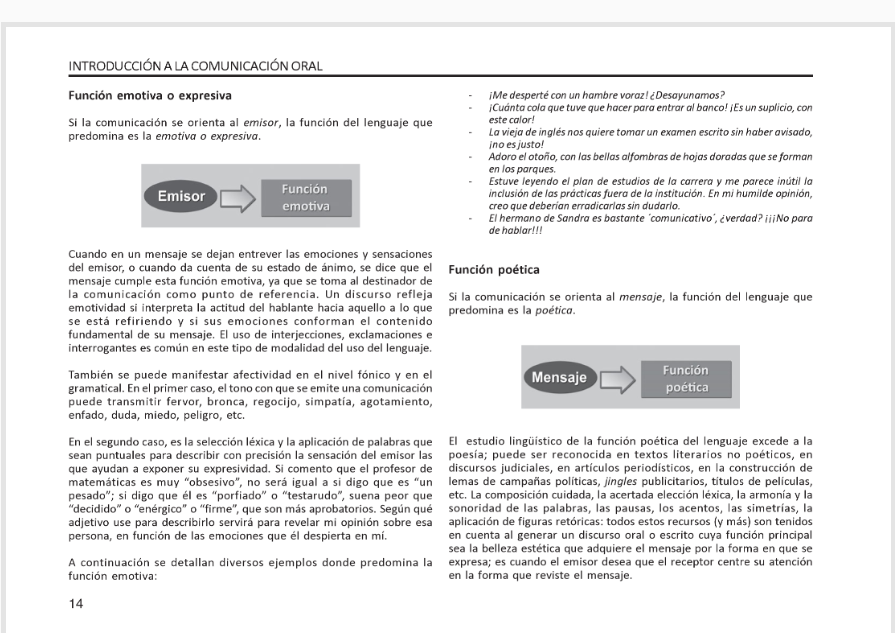 INTRODUCCIÓN A LA COMUNICACIÓN ORAL
Función emotiva o expresiva
Si la comunicación se orienta al emisor, la función del lenguaje que
predomina es la emotiva o expresiva.
Emisor
Función
emotiva
Cuando en un mensaje se dejan entrever las emociones y sensaciones
del emisor, o cuando da cuenta de su estado de ánimo, se dice que el
mensaje cumple esta función emotiva, ya que se toma al destinador de
la comunicación como punto de referencia. Un discurso refleja
emotividad si interpreta la actitud del hablante hacia aquello a lo que
se está refiriendo y si sus emociones conforman el contenido
fundamental de su mensaje. El uso de interjecciones, exclamaciones e
interrogantes es común en este tipo de modalidad del uso del lenguaje.
También se puede manifestar afectividad en el nivel fónico y en el
gramatical. En el primer caso, el tono con que se emite una comunicación
puede transmitir fervor, bronca, regocijo, simpatía, agotamiento,
enfado, duda, miedo, peligro, etc.
En el segundo caso, es la selección léxica y la aplicación de palabras que
sean puntuales para describir con precisión la sensación del emisor las
que ayudan a exponer su expresividad. Si comento que el profesor de
matemáticas es muy “obsesivo”, no será igual a si digo que es “un
pesado”; si digo que él es “porfiado” o “testarudo”, suena peor que
“decidido” o “enérgico” o “firme”, que son más aprobatorios. Según qué
adjetivo use para describirlo servirá para revelar mi opinión sobre esa
persona, en función de las emociones que él despierta en mí.
A continuación se detallan diversos ejemplos donde predomina la
función emotiva:
14
- ¡Me desperté con un hambre voraz! ¿Desayunamos?
- ¡Cuánta cola que tuve que hacer para entrar al banco! ¡Es un suplicio, con
este calor!
- La vieja de inglés nos quiere tomar un examen escrito sin haber avisado,
¡no es justo!
- Adoro el otoño, con las bellas alfombras de hojas doradas que se forman
en los parques.
- Estuve leyendo el plan de estudios de la carrera y me parece inútil la
inclusión de las prácticas fuera de la institución. En mi humilde opinión,
creo que deberían erradicarlas sin dudarlo.
- El hermano de Sandra es bastante ´comunicativo´, ¿verdad? ¡¡¡No para
de hablar!!!
Función poética
Si la comunicación se orienta al mensaje, la función del lenguaje que
predomina es la poética.
Mensaje
Función
poética
El estudio lingüístico de la función poética del lenguaje excede a la
poesía; puede ser reconocida en textos literarios no poéticos, en
discursos judiciales, en artículos periodísticos, en la construcción de
lemas de campañas políticas, jingles publicitarios, títulos de películas,
etc. La composición cuidada, la acertada elección léxica, la armonía y la
sonoridad de las palabras, las pausas, los acentos, las simetrías, la
aplicación de figuras retóricas: todos estos recursos (y más) son tenidos
en cuenta al generar un discurso oral o escrito cuya función principal
sea la belleza estética que adquiere el mensaje por la forma en que se
expresa; es cuando el emisor desea que el receptor centre su atención
en la forma que reviste el mensaje.